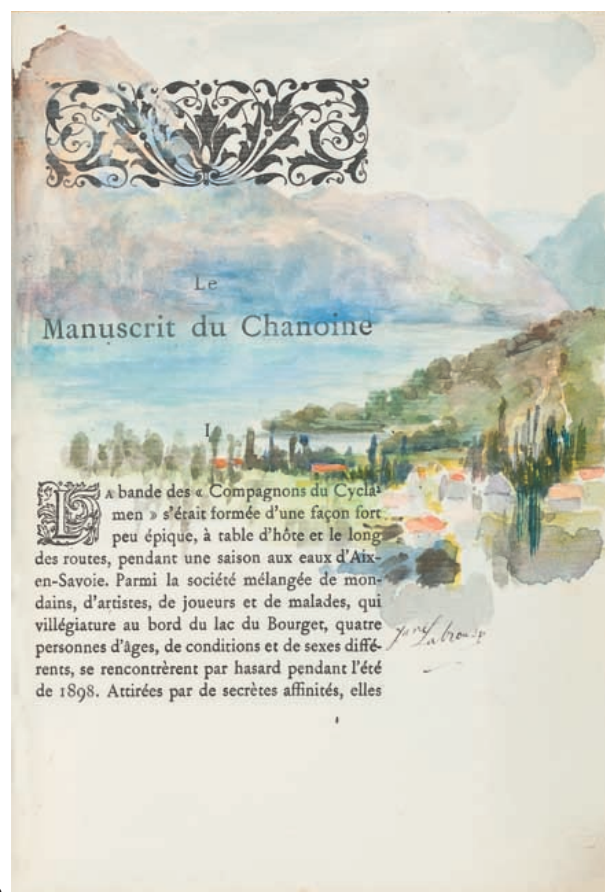 Le
Manuscrit du Chanoine
I
LA bande des « Compagnons du Cycla-
men » s'était formée d'une façon fort
peu épique, à table d'hôte et le long
des routes, pendant une saison aux eaux d'Aix-
en-Savoie. Parmi la société mélangée de mon-
dains, d'artistes, de joueurs et de malades, qui
villégiature au bord du lac du Bourget, quatre
personnes d'âges, de conditions et de sexes diffé-
rents, se rencontrèrent par hasard pendant l'été
de 1898. Attirées par de secrètes affinités, elles